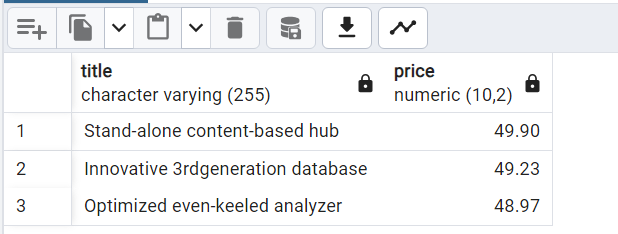 title price
character varying (255) numeric (10,2)
1 Stand-alone content-based hub 49.90
2 Innovative 3rdgeneration database 49.23
3 Optimized even-keeled analyzer 48.97